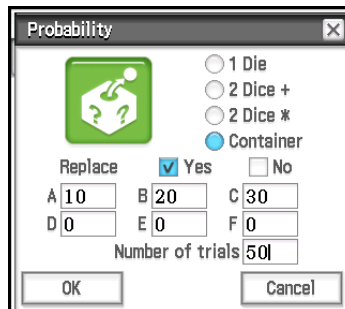 Probability
1 Die
2 Dice +
2 Dice *
Container
Replace Yes No
A 10 B 20 C 30
D 0 E 0 F 0
Number of trials 50
OK Cancel